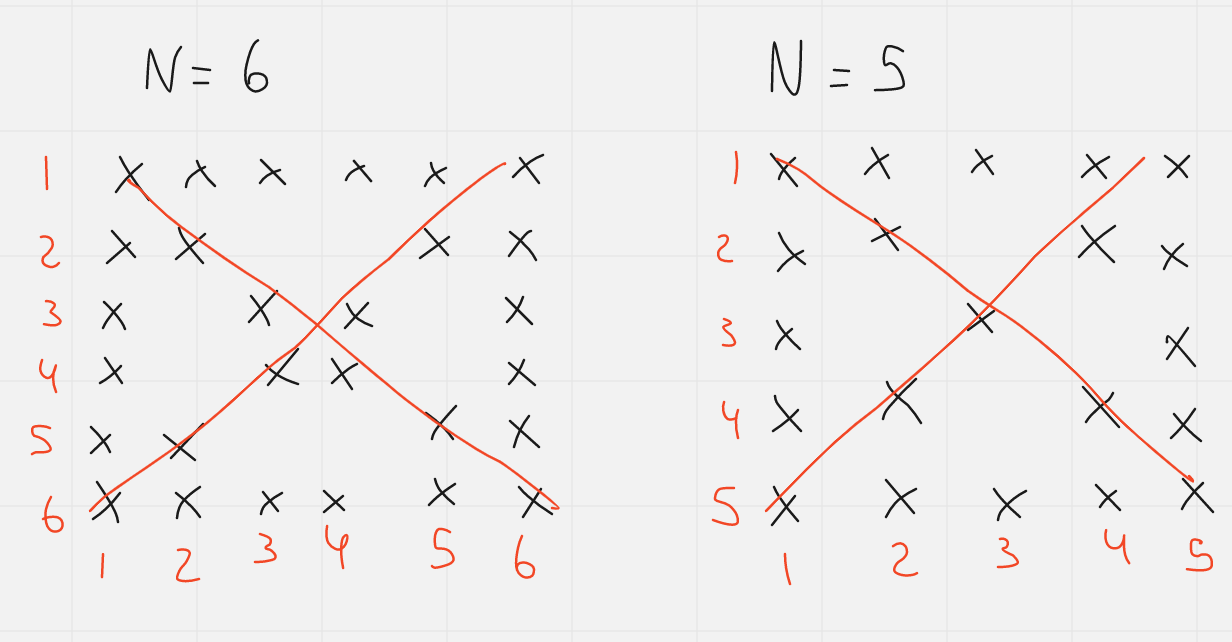 N = 6
1 x x x x x x
2 x x x x
3 x x x x
4 x x x x
5 x x x x
6 x x x x x x
1 2 3 4 5 6
N = 5
1 x x x x x
2 x x x x
3 x x x
4 x x x x
5 x x x x x
1 2 3 4 5